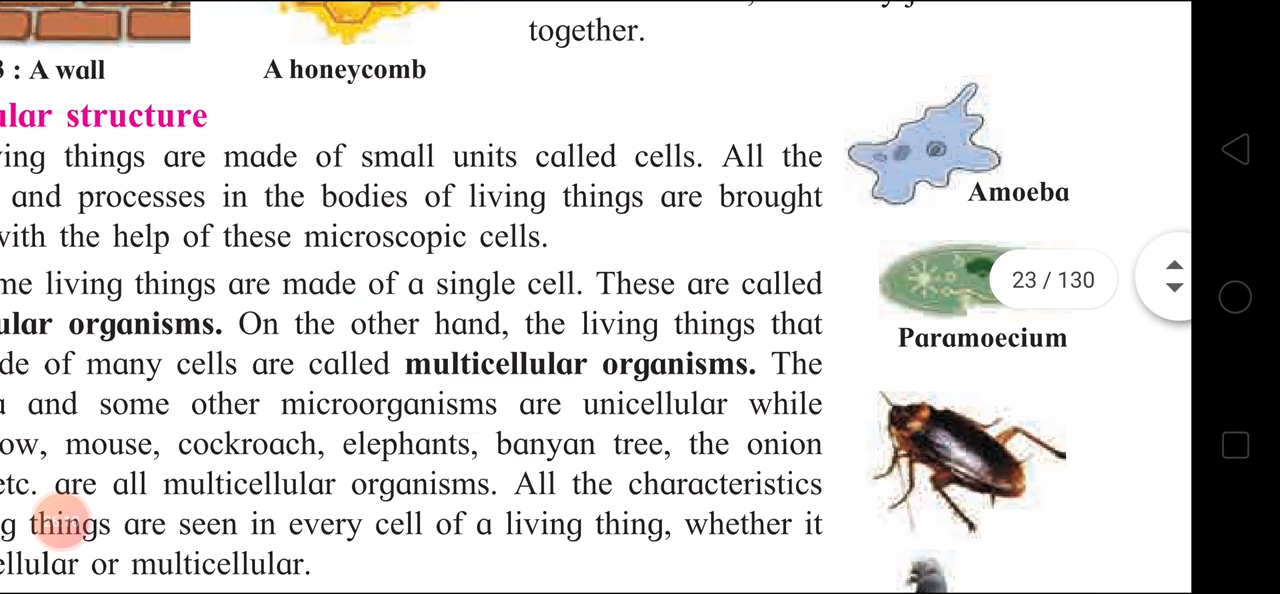 together.
3 : A wall
A honeycomb
ular structure
ving things are made of small units called cells. All the
and processes in the bodies of living things are brought
with the help of these microscopic cells.
Amoeba
me living things are made of a single cell. These are called
ular organisms. On the other hand, the living things that
de of many cells are called multicellular organisms. The
a and some other microorganisms are unicellular while
ow, mouse, cockroach, elephants, banyan tree, the onion
etc. are all multicellular organisms. All the characteristics
g things are seen in every cell of a living thing, whether it
ellular or multicellular.
23 / 130
Paramoecium